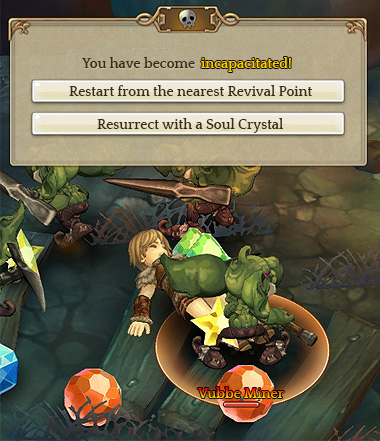 You have become incapacitated!
Restart from the nearest Revival Point
Resurrect with a Soul Crystal
Vubbe Miner